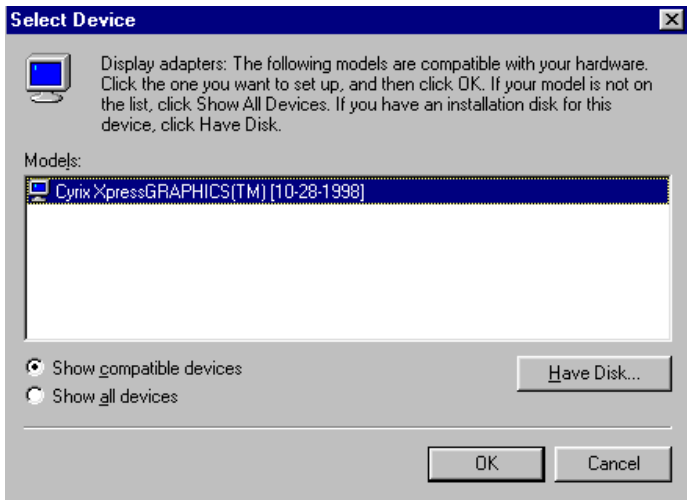 Select Device
Display adapters: The following models are compatible with your hardware.
Click the one you want to set up, and then click OK. If your model is not on
the list, click Show All Devices. If you have an installation disk for this
device, click Have Disk.
Models:
Cyrix XpressGRAPHICS(TM) [10-28-1998]
Show compatible devices
Have Disk...
Show all devices
OK
Cancel